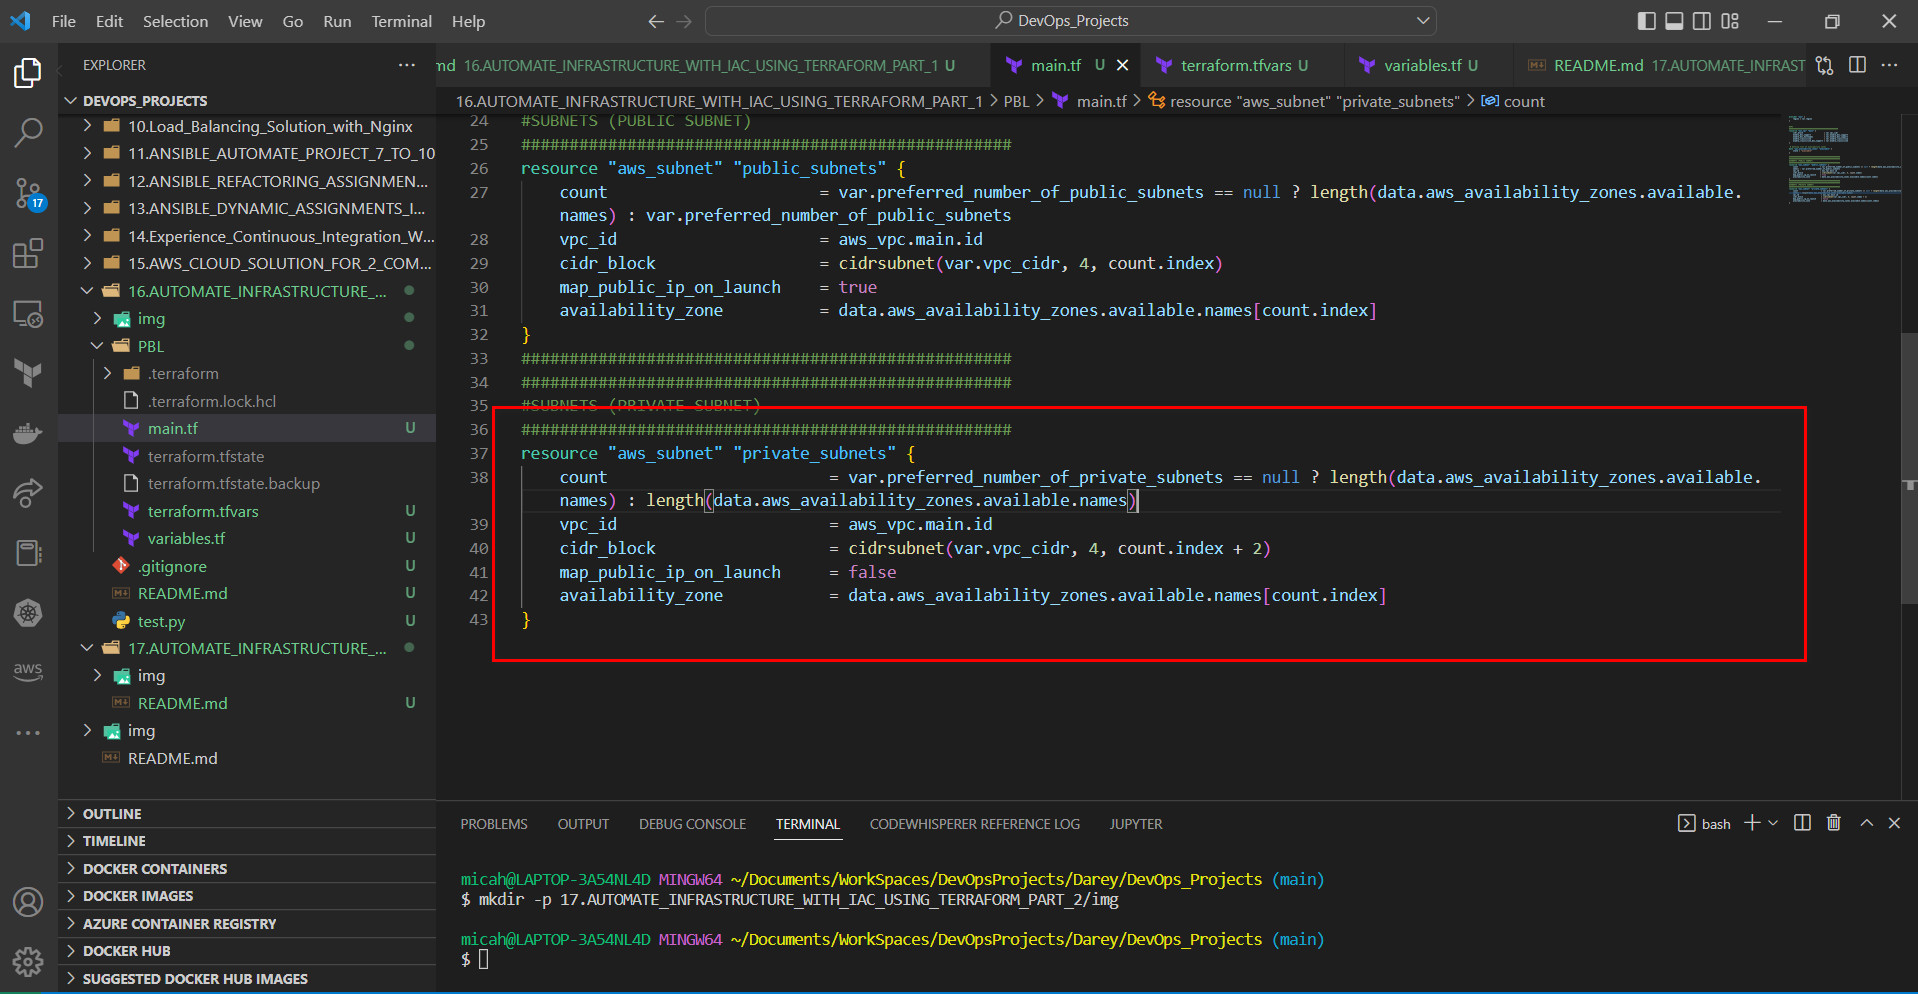 File Edit Selection View Go Run Terminal Help
DevOps_Projects
EXPLORER
DEVOPS_PROJECTS
10.Load_Balancing_Solution_with_Nginx
11.ANSIBLE_AUTOMATE_PROJECT_7_TO_10
12.ANSIBLE_REFACTORING_ASSIGNMEN...
13.ANSIBLE_DYNAMIC_ASSIGNMENTS_I...
14.Experience_Continuous_Integration_W...
15.AWS_CLOUD_SOLUTION_FOR_2_COM...
16.AUTOMATE_INFRASTRUCTURE_...
img
PBL
.terraform
.terraform.lock.hcl
main.tf U
terraform.tfstate
terraform.tfstate.backup
terraform.tfvars U
variables.tf U
.gitignore U
README.md U
test.py U
17.AUTOMATE_INFRASTRUCTURE_...
img
README.md U
img
README.md
OUTLINE
TIMELINE
DOCKER CONTAINERS
DOCKER IMAGES
AZURE CONTAINER REGISTRY
DOCKER HUB
SUGGESTED DOCKER HUB IMAGES
17
aws
md 16.AUTOMATE_INFRASTRUCTURE_WITH_IAC_USING_TERRAFORM_PART_1 U
main.tf U
terraform.tfvars U
variables.tf U
README.md 17.AUTOMATE_INFRAST
16.AUTOMATE_INFRASTRUCTURE_WITH_IAC_USING_TERRAFORM_PART_1 > PBL > main.tf > resource "aws_subnet" "private_subnets" > count
24 #SUBNETS (PUBLIC SUBNET)
25 ###################################################
26 resource "aws_subnet" "public_subnets" {
27 count = var.preferred_number_of_public_subnets == null ? length(data.aws_availability_zones.available.
names) : var.preferred_number_of_public_subnets
28 vpc_id = aws_vpc.main.id
29 cidr_block = cidrsubnet(var.vpc_cidr, 4, count.index)
30 map_public_ip_on_launch = true
31 availability_zone = data.aws_availability_zones.available.names[count.index]
32 }
33 ###################################################
34 ###################################################
35 #SUBNETS (PRIVATE SUBNET)
36 ###################################################
37 resource "aws_subnet" "private_subnets" {
38 count = var.preferred_number_of_private_subnets == null ? length(data.aws_availability_zones.available.
names) : length(data.aws_availability_zones.available.names)
39 vpc_id = aws_vpc.main.id
40 cidr_block = cidrsubnet(var.vpc_cidr, 4, count.index + 2)
41 map_public_ip_on_launch = false
42 availability_zone = data.aws_availability_zones.available.names[count.index]
43 }
PROBLEMS OUTPUT DEBUG CONSOLE TERMINAL CODEWHISPERER REFERENCE LOG JUPYTER
bash
micah@LAPTOP-3A54NL4D MINGW64 ~/Documents/WorkSpaces/DevOpsProjects/Darey/DevOps_Projects (main)
$ mkdir -p 17.AUTOMATE_INFRASTRUCTURE_WITH_IAC_USING_TERRAFORM_PART_2/img
micah@LAPTOP-3A54NL4D MINGW64 ~/Documents/WorkSpaces/DevOpsProjects/Darey/DevOps_Projects (main)
$